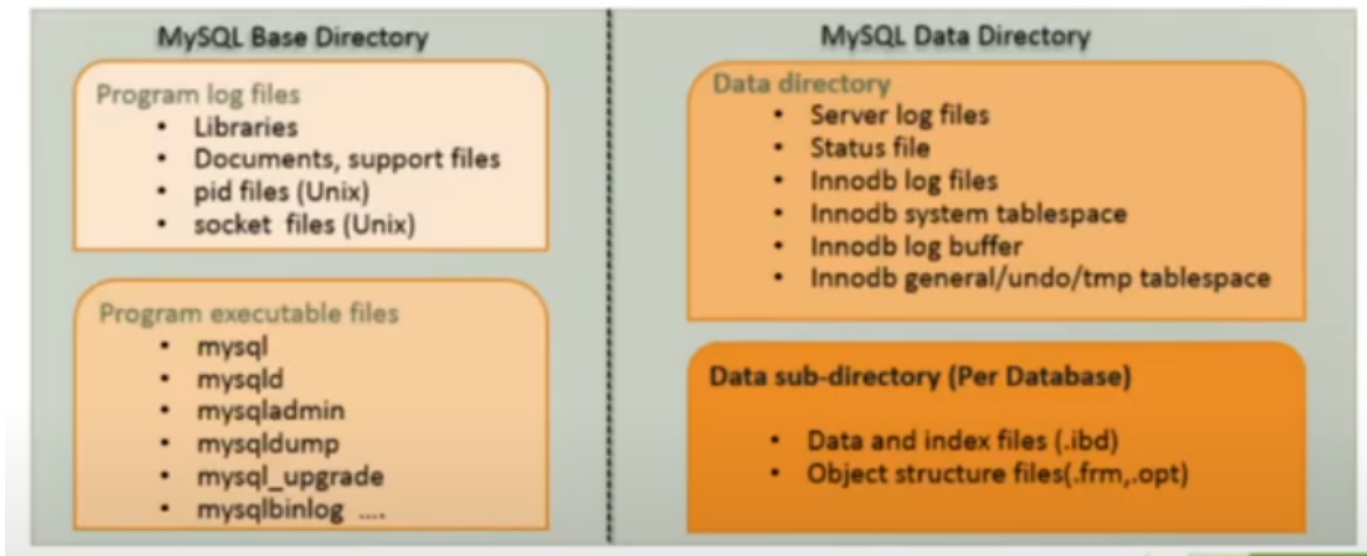 MySQL Base Directory
Program log files
• Libraries
• Documents, support files
• pid files (Unix)
• socket files (Unix)
Program executable files
• mysql
• mysqld
• mysqladmin
• mysqldump
• mysql_upgrade
• mysqlbinlog ....
MySQL Data Directory
Data directory
• Server log files
• Status file
• Innodb log files
• Innodb system tablespace
• Innodb log buffer
• Innodb general/undo/tmp tablespace
Data sub-directory (Per Database)
• Data and index files (.ibd)
• Object structure files(.frm,.opt)